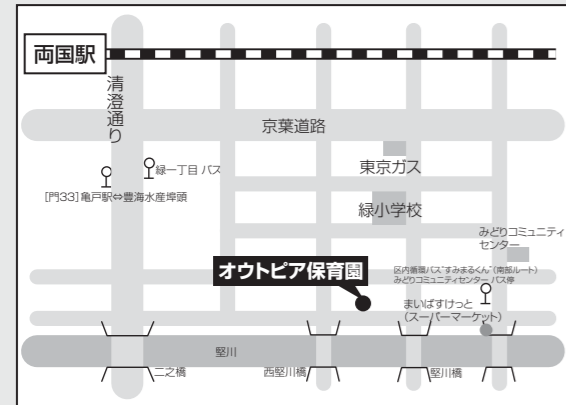 両国駅
清澄通り
京葉道路
緑一丁目 バス
東京ガス
[門33]亀戸駅⇔豊海水産埠頭
緑小学校
みどりコミュニティ
センター
オウトピア保育園
区内循環バス"すみまるくん"(南部ルート)
みどりコミュニティセンター バス停
まいばすけっと
(スーパーマーケット)
竪川
二之橋
西竪川橋
竪川橋